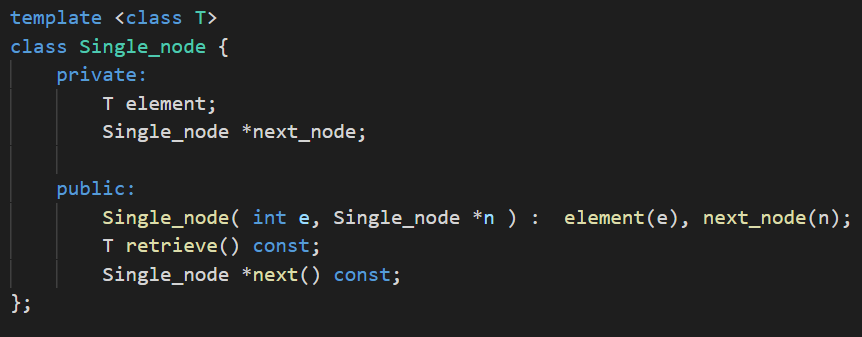 template <class T>
class Single_node {
    private:
        T element;
        Single_node *next_node;

    public:
        Single_node( int e, Single_node *n ) :  element(e), next_node(n);
        T retrieve() const;
        Single_node *next() const;
};